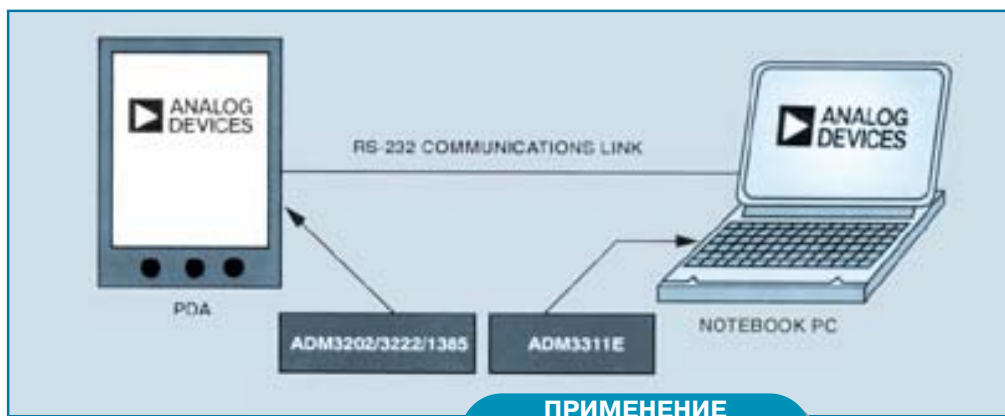 ANALOG
DEVICES
ANALOG
DEVICES
RS-232 COMMUNICATIONS LINK
PDA
NOTEBOOK PC
ADM3202/3222/1385
ADM3311E
ПРИМЕНЕНИЕ